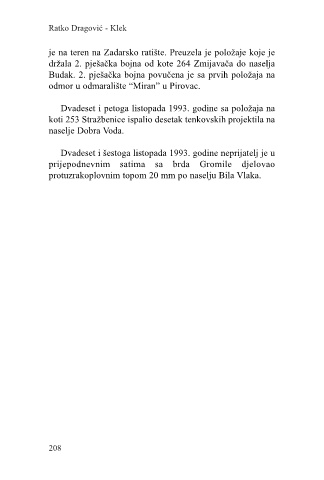 Ratko Dragović - Klek
je na teren na Zadarsko ratište. Preuzela je položaje koje je
držala 2. pješačka bojna od kote 264 Zmijavača do naselja
Budak. 2. pješačka bojna povučena je sa prvih položaja na
odmor u odmaralište “Miran” u Pirovac.
Dvadeset i petoga listopada 1993. godine sa položaja na
koti 253 Stražbenice ispalio desetak tenkovskih projektila na
naselje Dobra Voda.
Dvadeset i šestoga listopada 1993. godine neprijatelj je u
prijepodnevnim satima sa brda Gromile djelovao
protuzrakoplovnim topom 20 mm po naselju Bila Vlaka.
208